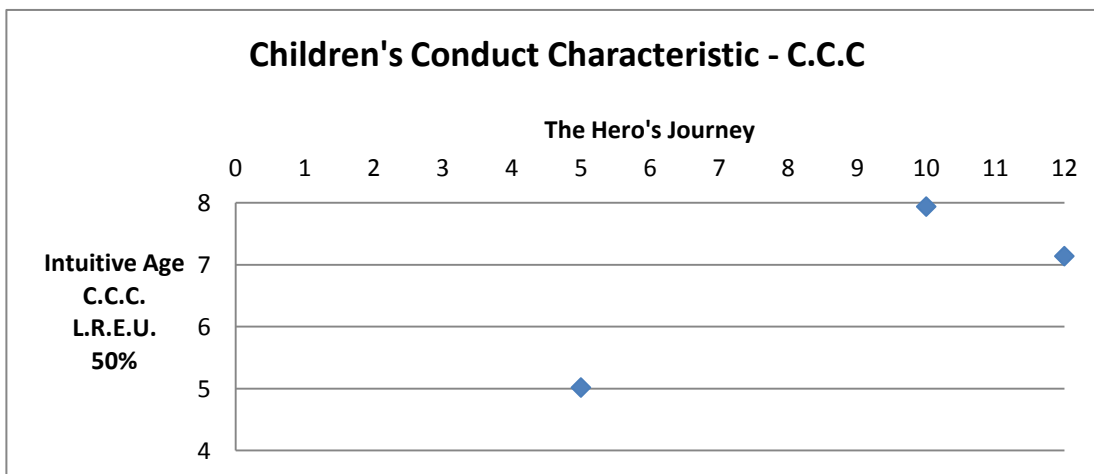 Children's Conduct Characteristic - C.C.C
The Hero's Journey
0 1 2 3 4 5 6 7 8 9 10 11 12
8
Intuitive Age
7
C.C.C.
L.R.E.U.
6
50%
5
4